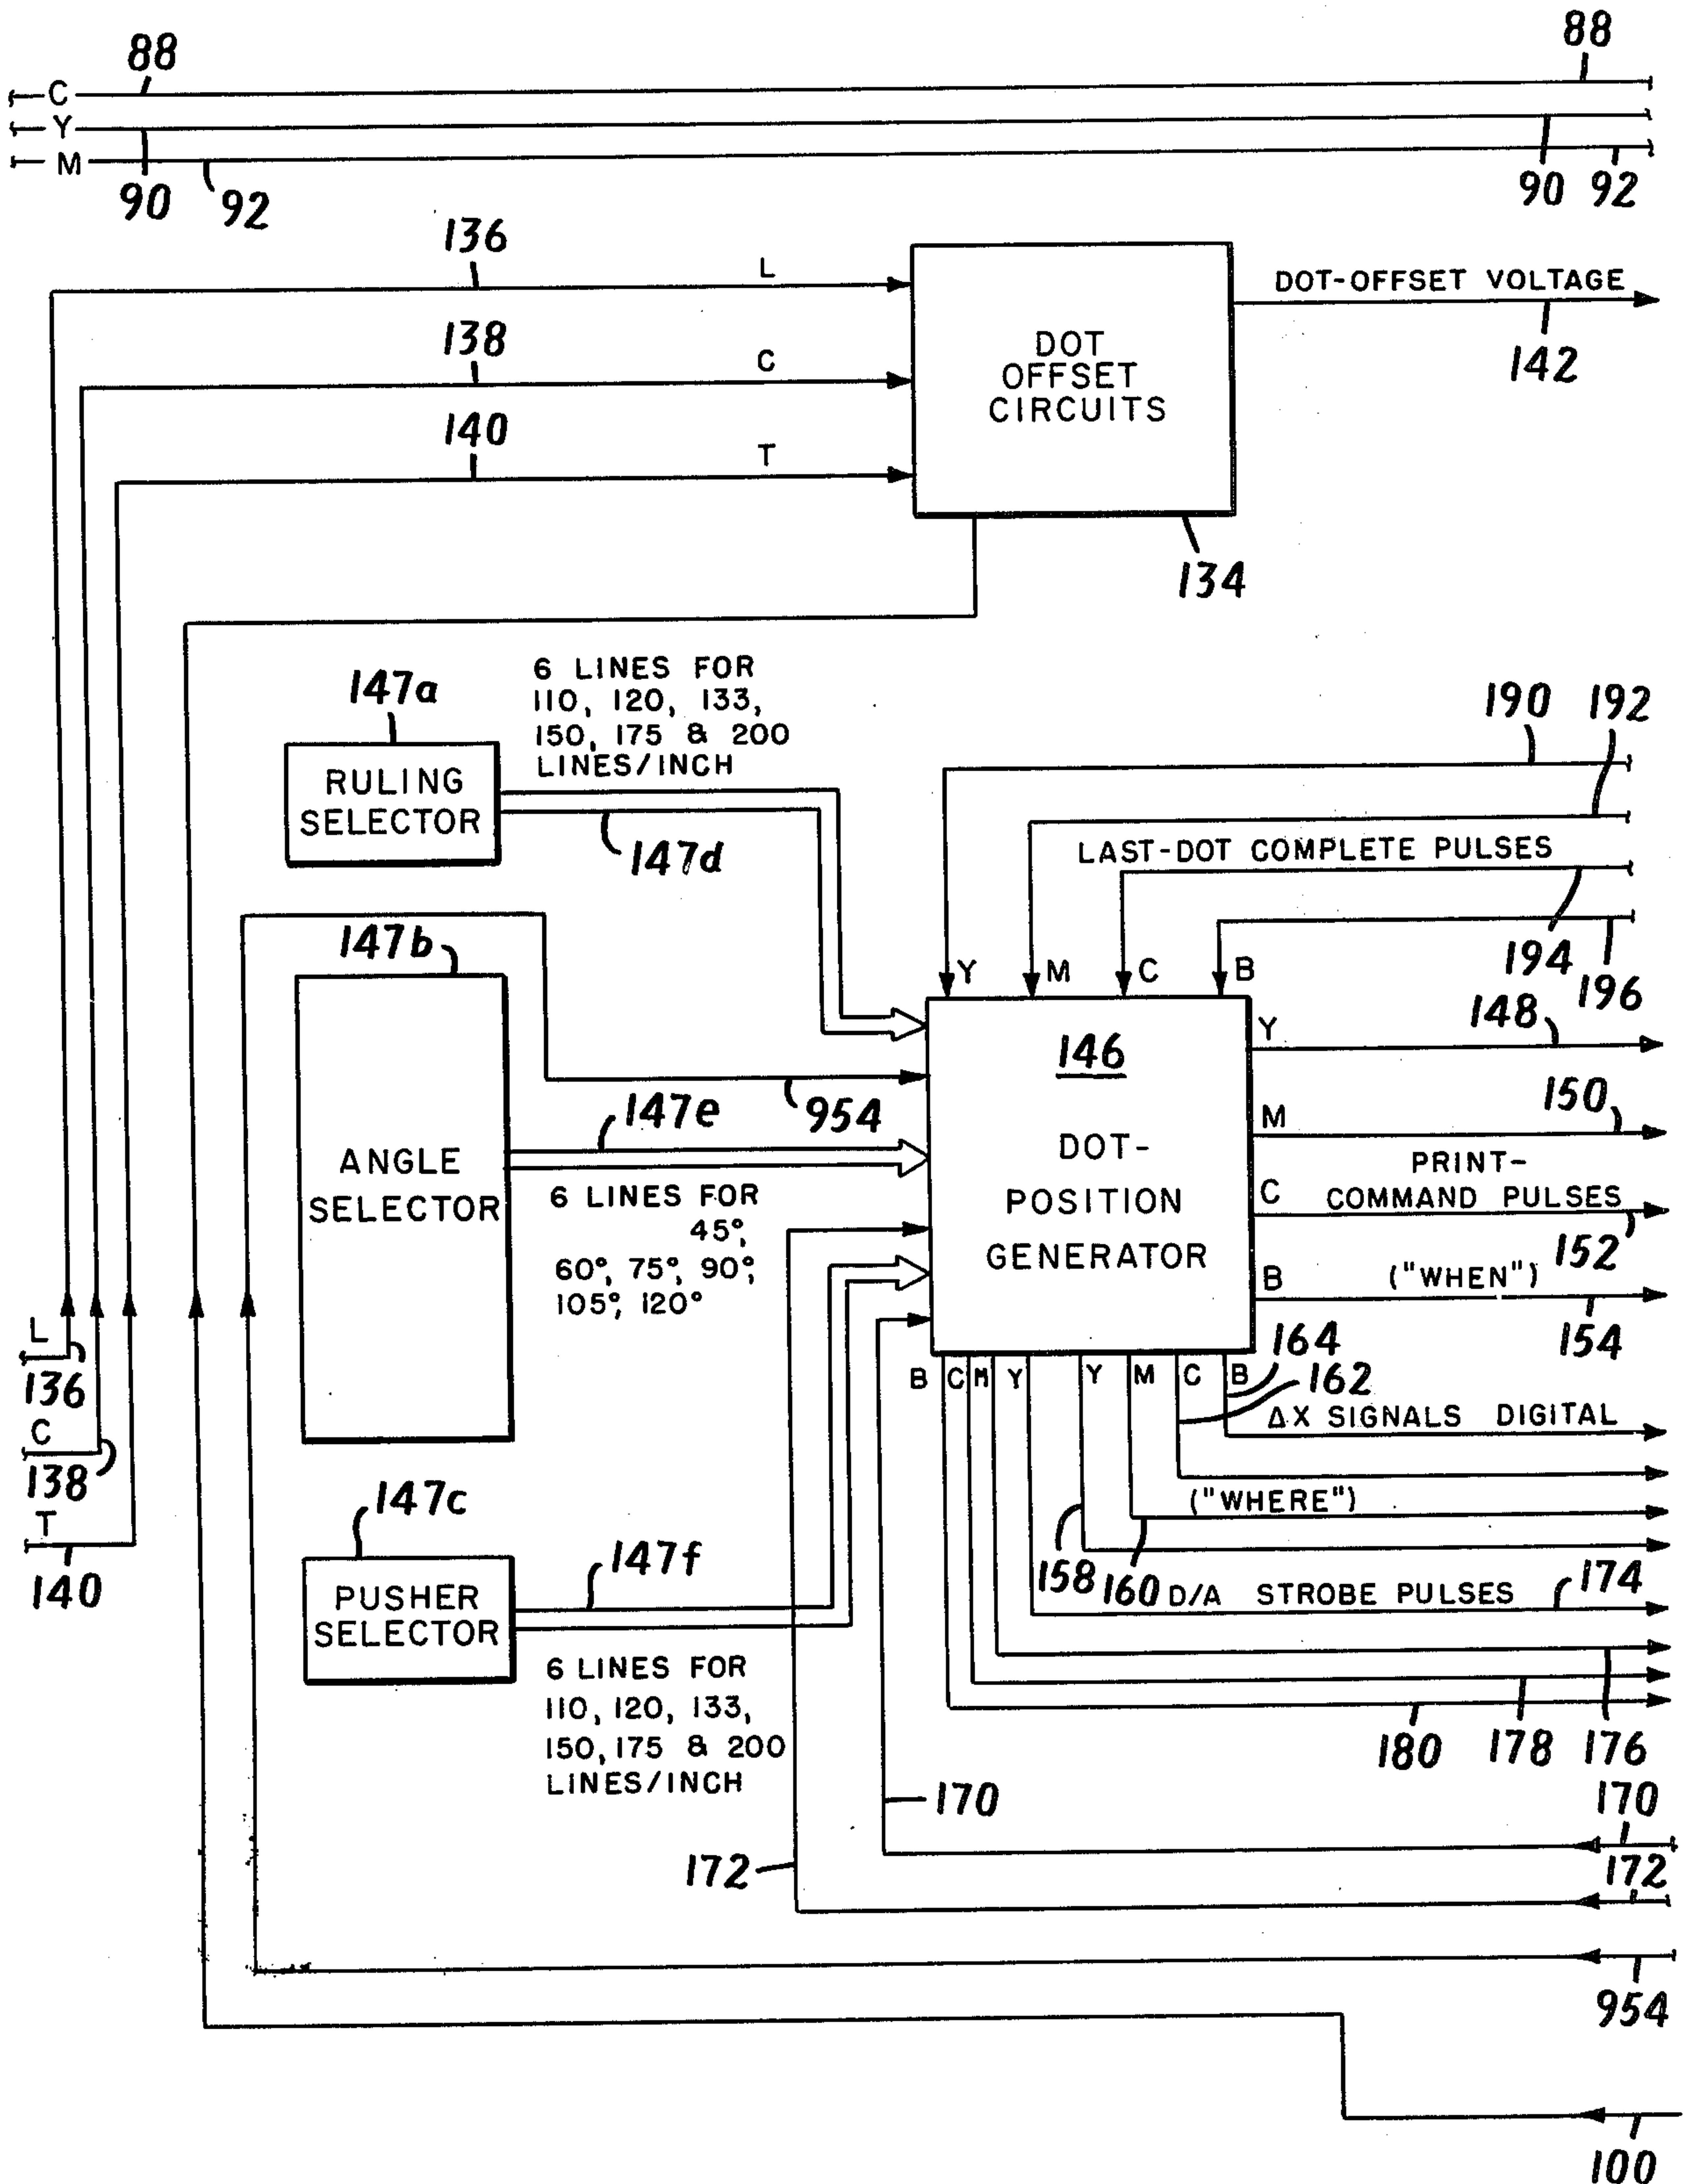 88
88
C
Y
M
90
92
90
92
136
L
DOT-OFFSET VOLTAGE
142
138
C
140
T
DOT
OFFSET
CIRCUITS
134
147a
6 LINES FOR
110, 120, 133,
150, 175 & 200
LINES/INCH
RULING
SELECTOR
147d
190
192
LAST-DOT COMPLETE PULSES
194
196
147b
Y
M
C
B
ANGLE
SELECTOR
147e
954
6 LINES FOR
45°,
60°, 75°, 90°,
105°, 120°
146
DOT-
POSITION
GENERATOR
Y
148
M
150
PRINT-
C
COMMAND PULSES
152
B
("WHEN")
154
L
136
C
138
T
140
B
C
M
Y
Y
M
C
B
164
162
ΔX SIGNALS DIGITAL
("WHERE")
158
160
D/A STROBE PULSES
174
147c
147f
PUSHER
SELECTOR
6 LINES FOR
110, 120, 133,
150, 175 & 200
LINES/INCH
180
178
176
170
170
172
172
954
100